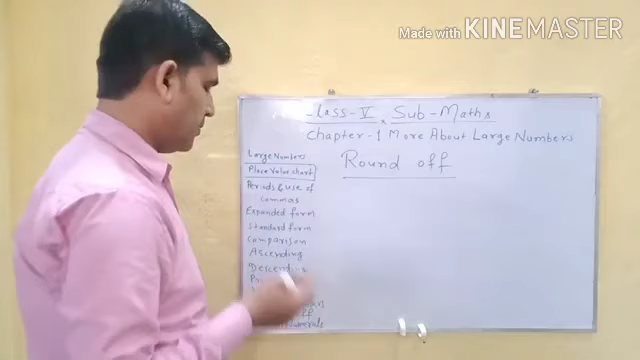 Made with KINEMASTER
Class-V Sub-Maths
Chapter-1 More About Large Numbers
Round off
Large Numbers
Place Value Chart
Periods & use of
commas
Expanded form
Standard form
Comparison
Ascending